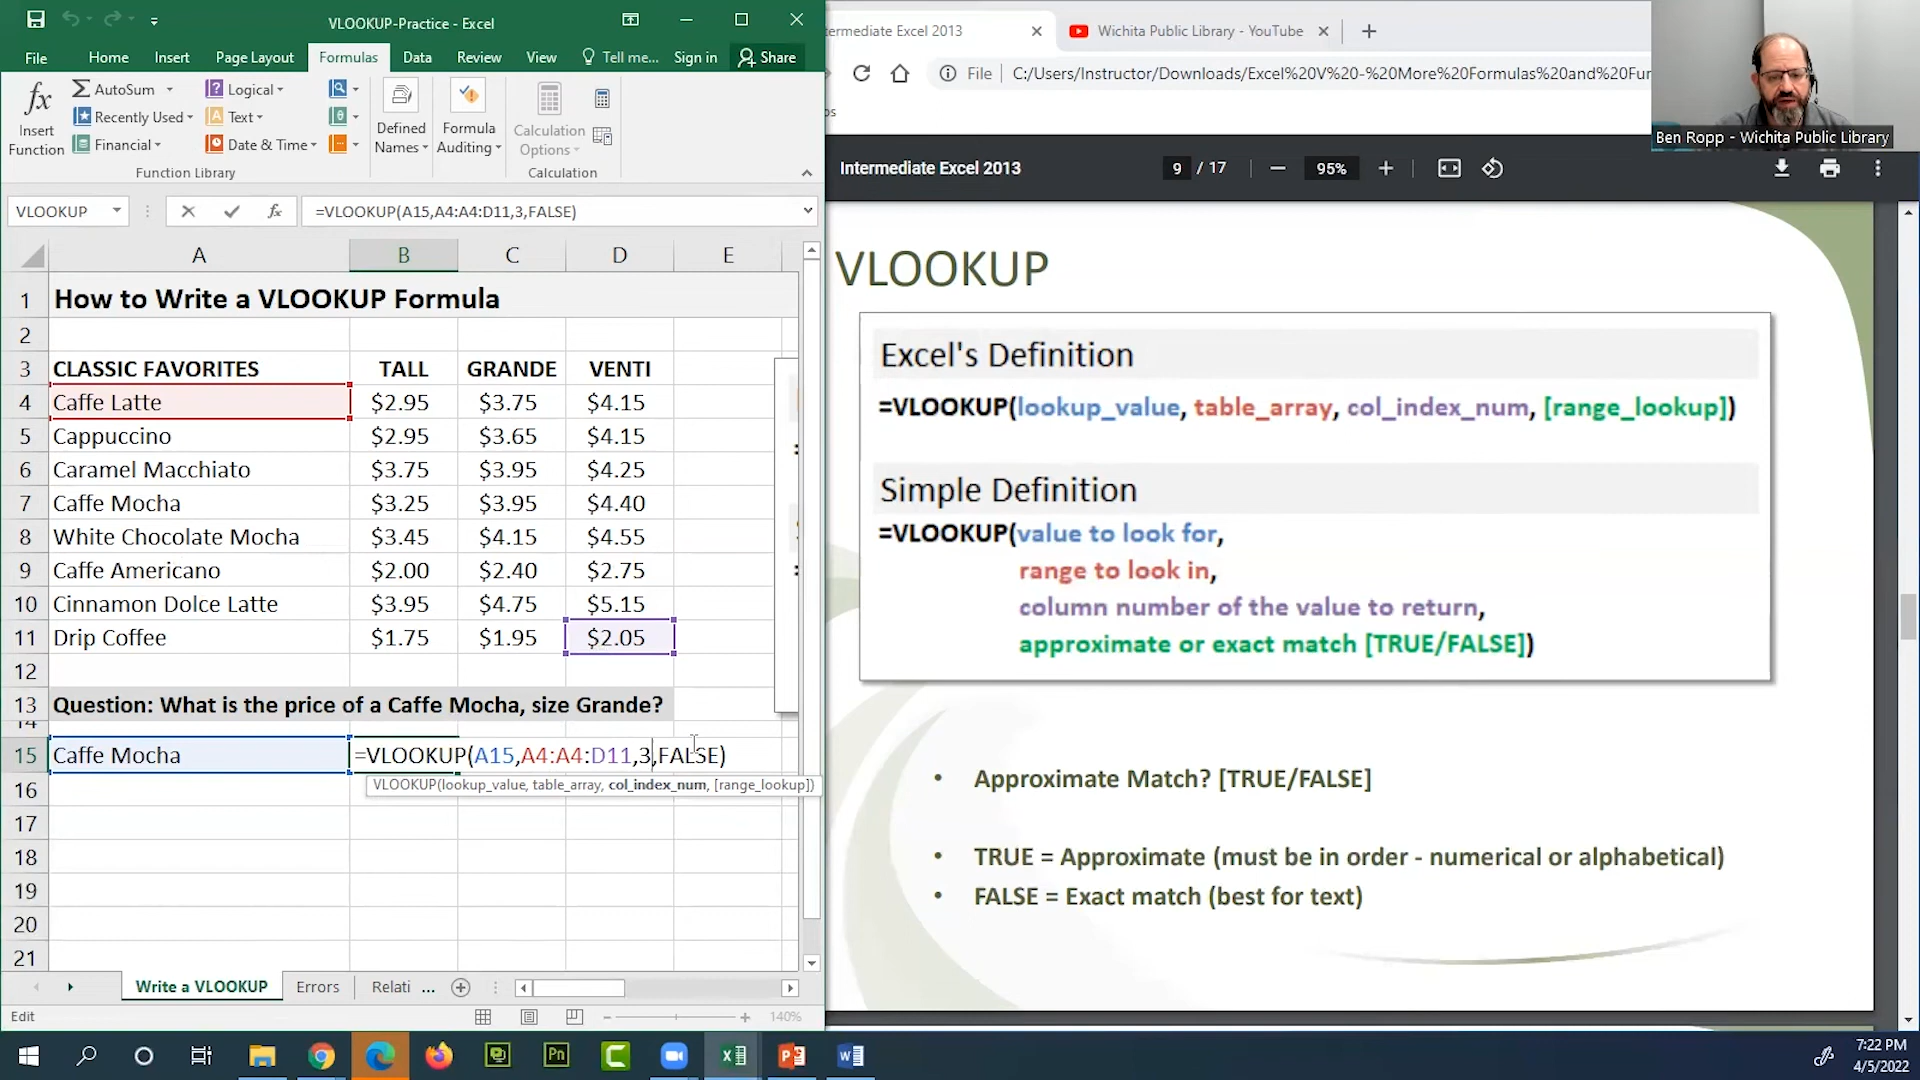 VLOOKUP-Practice - Excel
File Home Insert Page Layout Formulas Data Review View Tell me... Sign in Share
fx Insert Function
AutoSum
Recently Used
Financial
Logical
Text
Date & Time
Function Library
Defined Names
Formula Auditing
Calculation Options
Calculation
VLOOKUP fx =VLOOKUP(A15,A4:A4:D11,3,FALSE)
A B C D E
1 How to Write a VLOOKUP Formula
2
3 CLASSIC FAVORITES TALL GRANDE VENTI
4 Caffe Latte $2.95 $3.75 $4.15
5 Cappuccino $2.95 $3.65 $4.15
6 Caramel Macchiato $3.75 $3.95 $4.25
7 Caffe Mocha $3.25 $3.95 $4.40
8 White Chocolate Mocha $3.45 $4.15 $4.55
9 Caffe Americano $2.00 $2.40 $2.75
10 Cinnamon Dolce Latte $3.95 $4.75 $5.15
11 Drip Coffee $1.75 $1.95 $2.05
12
13 Question: What is the price of a Caffe Mocha, size Grande?
14
15 Caffe Mocha =VLOOKUP(A15,A4:A4:D11,3,FALSE)
VLOOKUP(lookup_value, table_array, col_index_num, [range_lookup])
16
17
18
19
20
21
Write a VLOOKUP Errors Relati ...
Edit 140%
termediate Excel 2013 Wichita Public Library - YouTube
File C:/Users/Instructor/Downloads/Excel%20V%20-%20More%20Formulas%20and%20Fur
Ben Ropp - Wichita Public Library
Intermediate Excel 2013 9 / 17 95%
VLOOKUP
Excel's Definition
=VLOOKUP(lookup_value, table_array, col_index_num, [range_lookup])
Simple Definition
=VLOOKUP(value to look for,
range to look in,
column number of the value to return,
approximate or exact match [TRUE/FALSE])
• Approximate Match? [TRUE/FALSE]
• TRUE = Approximate (must be in order - numerical or alphabetical)
• FALSE = Exact match (best for text)
Pn
7:22 PM
4/5/2022